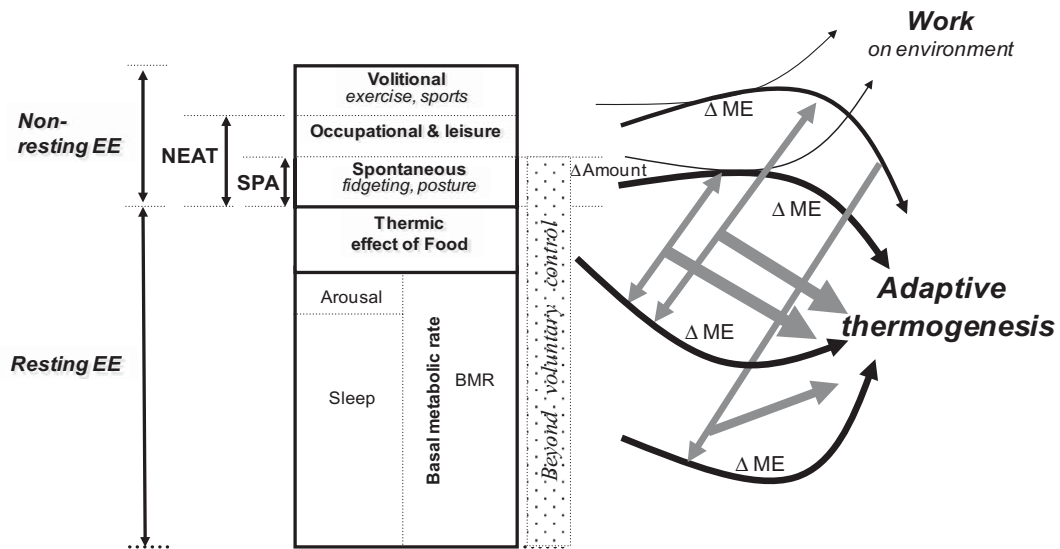 Work
on environment
Volitional
exercise, sports
Non-
resting EE
NEAT
Occupational & leisure
SPA
Spontaneous
fidgeting, posture
Δ ME
ΔAmount
Δ ME
Thermic
effect of Food
Adaptive
thermogenesis
Arousal
Δ ME
Resting EE
Sleep
Basal metabolic rate
BMR
Beyond voluntary control
Δ ME